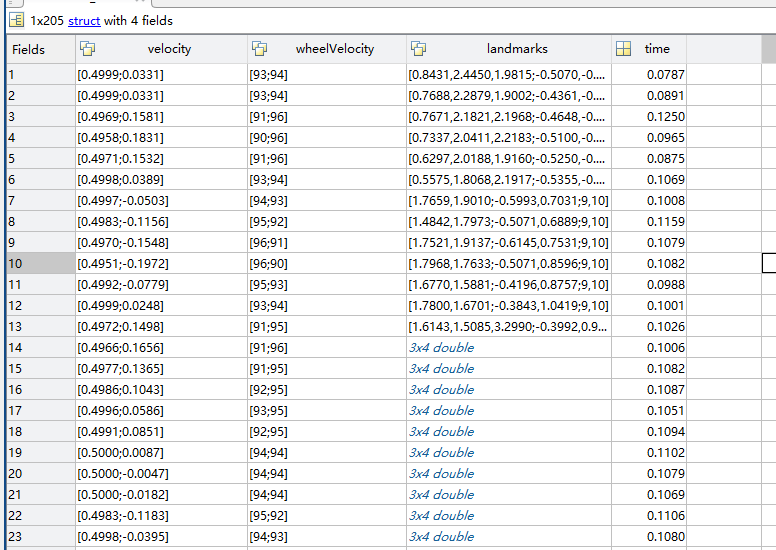 1x205 struct with 4 fields
Fields velocity wheelVelocity landmarks time
1 [0.4999;0.0331] [93;94] [0.8431,2.4450,1.9815;-0.5070,-0.... 0.0787
2 [0.4999;0.0331] [93;94] [0.7688,2.2879,1.9002;-0.4361,-0.... 0.0891
3 [0.4969;0.1581] [91;96] [0.7671,2.1821,2.1968;-0.4648,-0.... 0.1250
4 [0.4958;0.1831] [90;96] [0.7337,2.0411,2.2183;-0.5100,-0.... 0.0965
5 [0.4971;0.1532] [91;96] [0.6297,2.0188,1.9160;-0.5250,-0.... 0.0875
6 [0.4998;0.0389] [93;94] [0.5575,1.8068,2.1917;-0.5355,-0.... 0.1069
7 [0.4997;-0.0503] [94;93] [1.7659,1.9010;-0.5993,0.7031;9,10] 0.1008
8 [0.4983;-0.1156] [95;92] [1.4842,1.7973;-0.5071,0.6889;9,10] 0.1159
9 [0.4970;-0.1548] [96;91] [1.7521,1.9137;-0.6145,0.7531;9,10] 0.1079
10 [0.4951;-0.1972] [96;90] [1.7968,1.7633;-0.5071,0.8596;9,10] 0.1082
11 [0.4992;-0.0779] [95;93] [1.6770,1.5881;-0.4196,0.8757;9,10] 0.0988
12 [0.4999;0.0248] [93;94] [1.7800,1.6701;-0.3843,1.0419;9,10] 0.1001
13 [0.4972;0.1498] [91;95] [1.6143,1.5085,3.2990;-0.3992,0.9... 0.1026
14 [0.4966;0.1656] [91;96] 3x4 double 0.1006
15 [0.4977;0.1365] [91;95] 3x4 double 0.1082
16 [0.4986;0.1043] [92;95] 3x4 double 0.1087
17 [0.4996;0.0586] [93;95] 3x4 double 0.1051
18 [0.4991;0.0851] [92;95] 3x4 double 0.1094
19 [0.5000;0.0087] [94;94] 3x4 double 0.1102
20 [0.5000;-0.0047] [94;94] 3x4 double 0.1079
21 [0.5000;-0.0182] [94;94] 3x4 double 0.1069
22 [0.4983;-0.1183] [95;92] 3x4 double 0.1106
23 [0.4998;-0.0395] [94;93] 3x4 double 0.1080